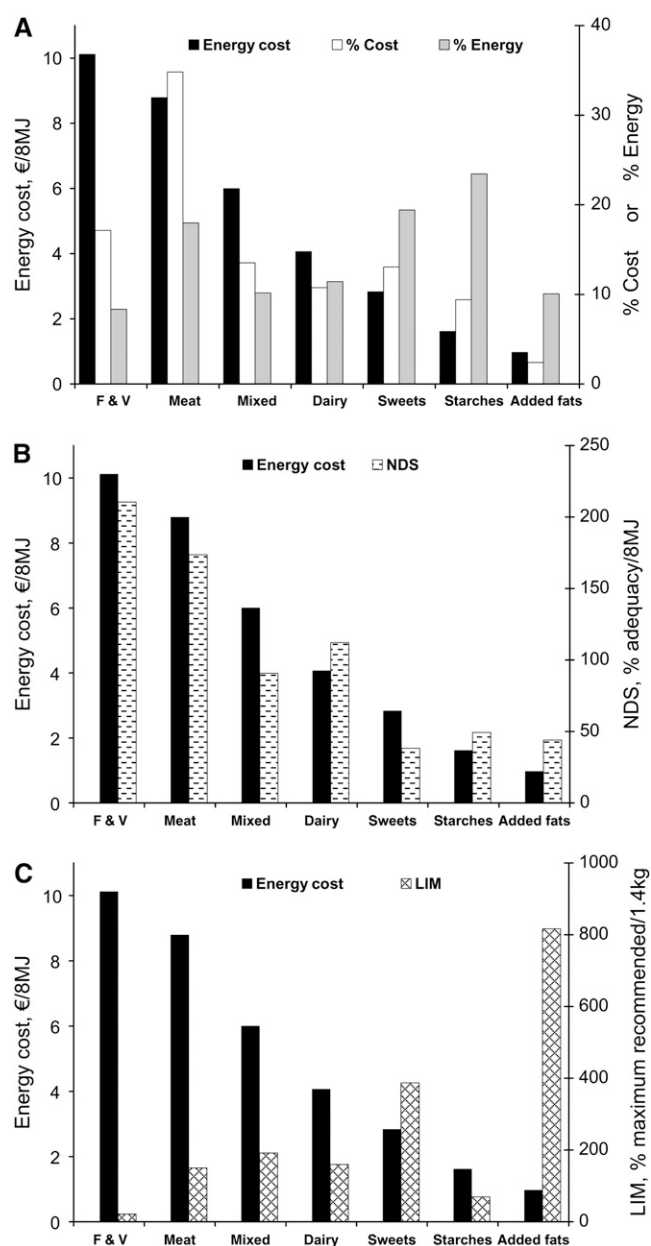 A
Energy cost
% Cost
% Energy
Energy cost, €/8MJ
10
8
6
4
2
0
% Cost or % Energy
40
30
20
10
0
F & V
Meat
Mixed
Dairy
Sweets
Starches
Added fats
B
Energy cost
NDS
Energy cost, €/8MJ
10
8
6
4
2
0
NDS, % adequacy/8MJ
250
200
150
100
50
0
F & V
Meat
Mixed
Dairy
Sweets
Starches
Added fats
C
Energy cost
LIM
Energy cost, €/8MJ
10
8
6
4
2
0
LIM, % maximum recommended/1.4kg
1000
800
600
400
200
0
F & V
Meat
Mixed
Dairy
Sweets
Starches
Added fats